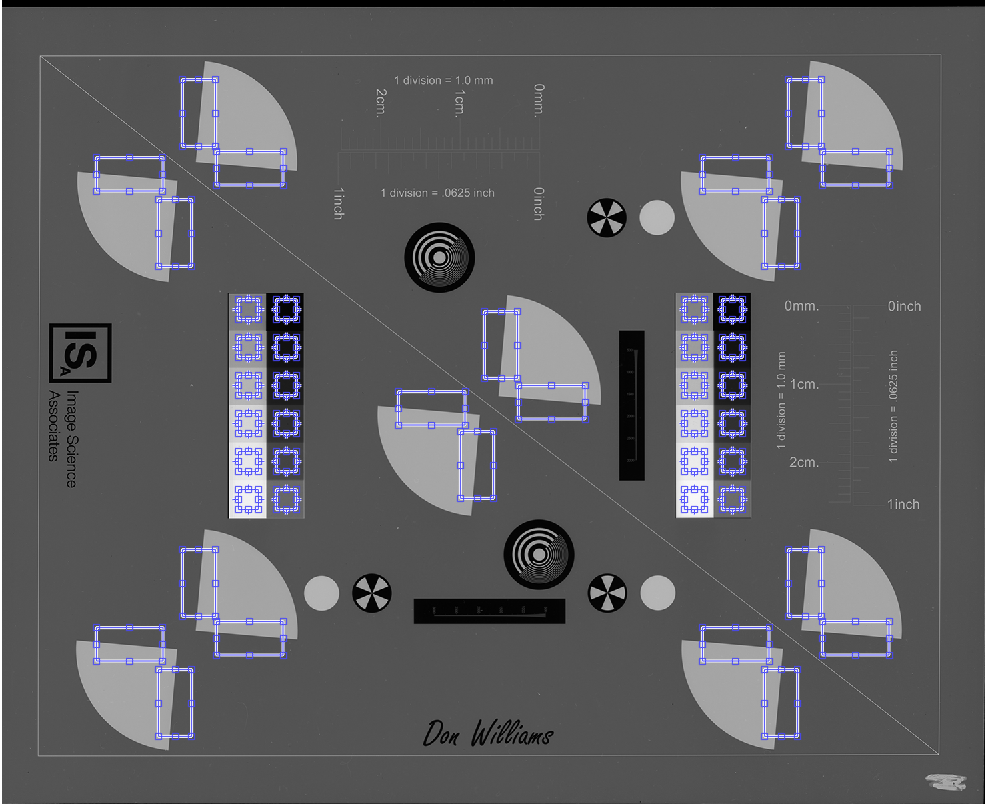 1 division = 1.0 mm
2cm.
1cm.
0mm.
1 division = .0625 inch
1inch
0inch
ISA
Image Science
Associates
0mm.
0inch
1 division = 1.0 mm
1cm.
1 division = .0625 inch
2cm.
1inch
Don Williams